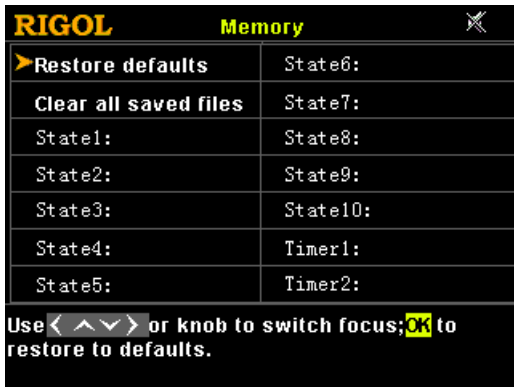 RIGOL Memory
Restore defaults
Clear all saved files
State1:
State2:
State3:
State4:
State5:
State6:
State7:
State8:
State9:
State10:
Timer1:
Timer2:
Use or knob to switch focus;OK to
restore to defaults.